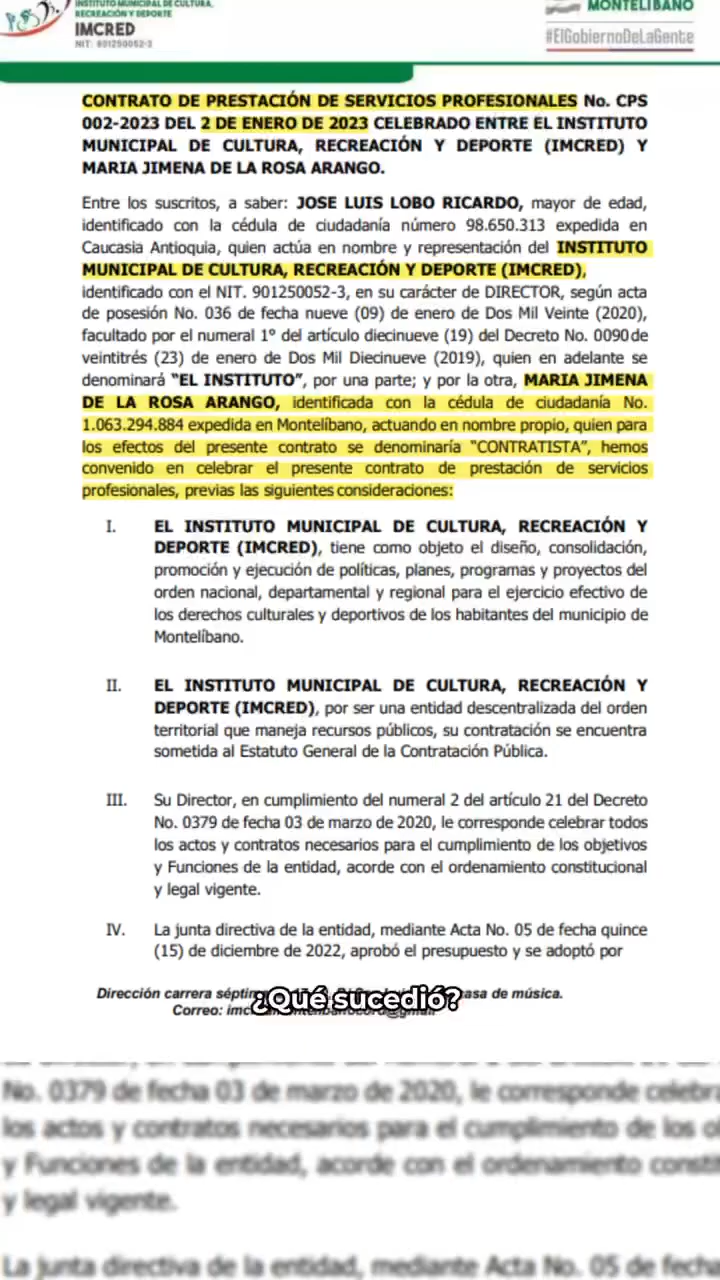 INSTITUTO MUNICIPAL DE CULTURA,
RECREACIÓN Y DEPORTE
IMCRED
NIT: 901250052-3
MONTELÍBANO
#ElGobiernoDeLaGente
CONTRATO DE PRESTACIÓN DE SERVICIOS PROFESIONALES No. CPS
002-2023 DEL 2 DE ENERO DE 2023 CELEBRADO ENTRE EL INSTITUTO
MUNICIPAL DE CULTURA, RECREACIÓN Y DEPORTE (IMCRED) Y
MARIA JIMENA DE LA ROSA ARANGO.
Entre los suscritos, a saber: JOSE LUIS LOBO RICARDO, mayor de edad,
identificado con la cédula de ciudadanía número 98.650.313 expedida en
Caucasia Antioquia, quien actúa en nombre y representación del INSTITUTO
MUNICIPAL DE CULTURA, RECREACIÓN Y DEPORTE (IMCRED),
identificado con el NIT. 901250052-3, en su carácter de DIRECTOR, según acta
de posesión No. 036 de fecha nueve (09) de enero de Dos Mil Veinte (2020),
facultado por el numeral 1° del artículo diecinueve (19) del Decreto No. 0090 de
veintitrés (23) de enero de Dos Mil Diecinueve (2019), quien en adelante se
denominará "EL INSTITUTO", por una parte; y por la otra, MARIA JIMENA
DE LA ROSA ARANGO, identificada con la cédula de ciudadanía No.
1.063.294.884 expedida en Montelíbano, actuando en nombre propio, quien para
los efectos del presente contrato se denominaría "CONTRATISTA", hemos
convenido en celebrar el presente contrato de prestación de servicios
profesionales, previas las siguientes consideraciones:
I. EL INSTITUTO MUNICIPAL DE CULTURA, RECREACIÓN Y
DEPORTE (IMCRED), tiene como objeto el diseño, consolidación,
promoción y ejecución de políticas, planes, programas y proyectos del
orden nacional, departamental y regional para el ejercicio efectivo de
los derechos culturales y deportivos de los habitantes del municipio de
Montelíbano.
II. EL INSTITUTO MUNICIPAL DE CULTURA, RECREACIÓN Y
DEPORTE (IMCRED), por ser una entidad descentralizada del orden
territorial que maneja recursos públicos, su contratación se encuentra
sometida al Estatuto General de la Contratación Pública.
III. Su Director, en cumplimiento del numeral 2 del artículo 21 del Decreto
No. 0379 de fecha 03 de marzo de 2020, le corresponde celebrar todos
los actos y contratos necesarios para el cumplimiento de los objetivos
y Funciones de la entidad, acorde con el ordenamiento constitucional
y legal vigente.
IV. La junta directiva de la entidad, mediante Acta No. 05 de fecha quince
(15) de diciembre de 2022, aprobó el presupuesto y se adoptó por
Dirección carrera casa de música.
¿Qué sucedió?
Correo:
No. 0379 de fecha 03 de marzo de 2020, le corresponde
los actos y contratos necesarios para el cumplimiento de los
y Funciones de la entidad, acorde con el ordenamiento
y legal vigente.
La junta directiva de la entidad, mediante Acta No. 05 de fecha